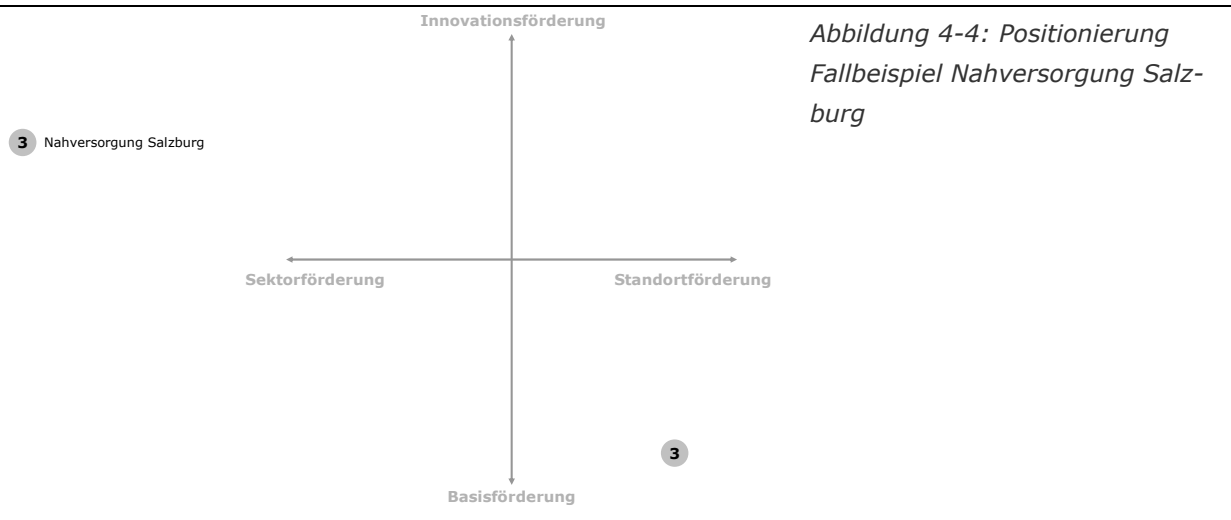 Innovationsförderung
Abbildung 4-4: Positionierung
Fallbeispiel Nahversorgung Salz-
burg
3 Nahversorgung Salzburg
Sektorförderung
Standortförderung
3
Basisförderung